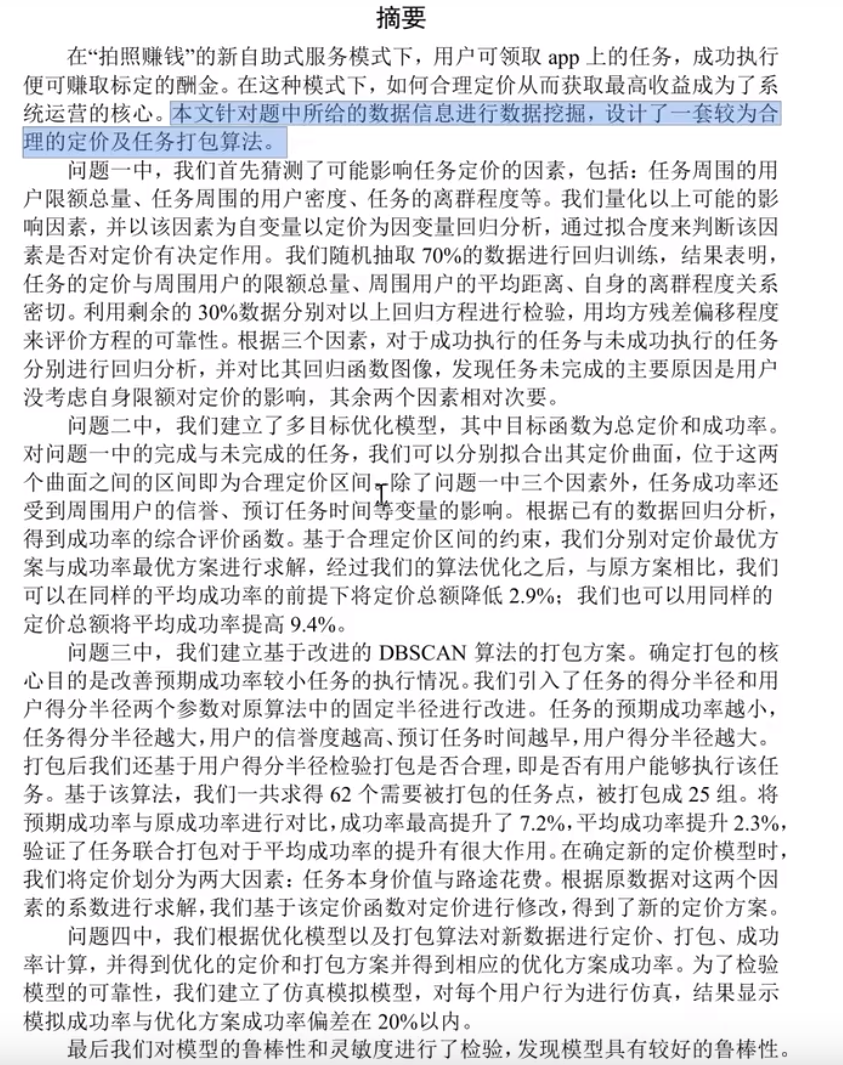 摘要
在“拍照赚钱”的新自助式服务模式下，用户可领取 app 上的任务，成功执行
便可赚取标定的酬金。在这种模式下，如何合理定价从而获取最高收益成为了系
统运营的核心。本文针对题中所给的数据信息进行数据挖掘，设计了一套较为合
理的定价及任务打包算法。
问题一中，我们首先猜测了可能影响任务定价的因素，包括：任务周围的用
户限额总量、任务周围的用户密度、任务的离群程度等。我们量化以上可能的影
响因素，并以该因素为自变量以定价为因变量回归分析，通过拟合度来判断该因
素是否对定价有决定作用。我们随机抽取 70%的数据进行回归训练，结果表明，
任务的定价与周围用户的限额总量、周围用户的平均距离、自身的离群程度关系
密切。利用剩余的 30%数据分别对以上回归方程进行检验，用均方残差偏移程度
来评价方程的可靠性。根据三个因素，对于成功执行的任务与未成功执行的任务
分别进行回归分析，并对比其回归函数图像，发现任务未完成的主要原因是用户
没考虑自身限额对定价的影响，其余两个因素相对次要。
问题二中，我们建立了多目标优化模型，其中目标函数为总定价和成功率。
对问题一中的完成与未完成的任务，我们可以分别拟合出其定价曲面，位于这两
个曲面之间的区间即为合理定价区间。除了问题一中三个因素外，任务成功率还
受到周围用户的信誉、预订任务时间等变量的影响。根据已有的数据回归分析，
得到成功率的综合评价函数。基于合理定价区间的约束，我们分别对定价最优方
案与成功率最优方案进行求解，经过我们的算法优化之后，与原方案相比，我们
可以在同样的平均成功率的前提下将定价总额降低 2.9%；我们也可以用同样的
定价总额将平均成功率提高 9.4%。
问题三中，我们建立基于改进的 DBSCAN 算法的打包方案。确定打包的核
心目的是改善预期成功率较小任务的执行情况。我们引入了任务的得分半径和用
户得分半径两个参数对原算法中的固定半径进行改进。任务的预期成功率越小，
任务得分半径越大，用户的信誉度越高、预订任务时间越早，用户得分半径越大。
打包后我们还基于用户得分半径检验打包是否合理，即是否有用户能够执行该任
务。基于该算法，我们一共求得 62 个需要被打包的任务点，被打包成 25 组。将
预期成功率与原成功率进行对比，成功率最高提升了 7.2%，平均成功率提升 2.3%，
验证了任务联合打包对于平均成功率的提升有很大作用。在确定新的定价模型时，
我们将定价划分为两大因素：任务本身价值与路途花费。根据原数据对这两个因
素的系数进行求解，我们基于该定价函数对定价进行修改，得到了新的定价方案。
问题四中，我们根据优化模型以及打包算法对新数据进行定价、打包、成功
率计算，并得到优化的定价和打包方案并得到相应的优化方案成功率。为了检验
模型的可靠性，我们建立了仿真模拟模型，对每个用户行为进行仿真，结果显示
模拟成功率与优化方案成功率偏差在 20%以内。
最后我们对模型的鲁棒性和灵敏度进行了检验，发现模型具有较好的鲁棒性。